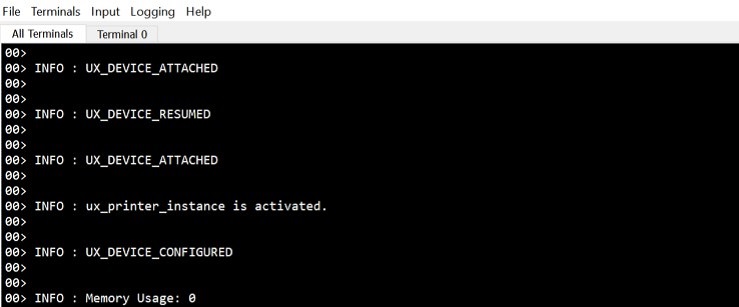 File Terminals Input Logging Help
All Terminals Terminal 0
00>
00> INFO : UX_DEVICE_ATTACHED
00>
00>
00> INFO : UX_DEVICE_RESUMED
00>
00>
00> INFO : UX_DEVICE_ATTACHED
00>
00>
00> INFO : ux_printer_instance is activated.
00>
00>
00> INFO : UX_DEVICE_CONFIGURED
00>
00>
00> INFO : Memory Usage: 0